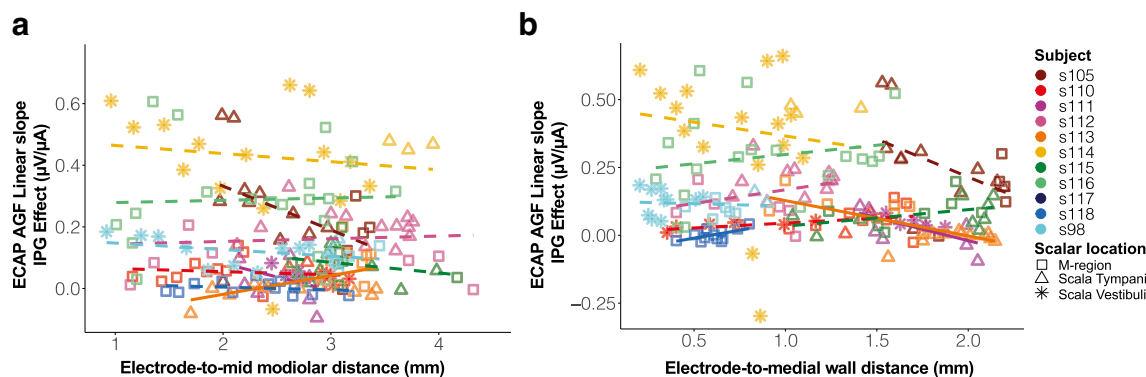 a
b
ECAP AGF Linear slope
IPG Effect (μV/μA)
0.6
0.4
0.2
0.0
1
2
3
4
Electrode-to-mid modiolar distance (mm)
ECAP AGF Linear slope
IPG Effect (μV/μA)
0.50
0.25
0.00
−0.25
0.5
1.0
1.5
2.0
Electrode-to-medial wall distance (mm)
Subject
s105
s110
s111
s112
s113
s114
s115
s116
s117
s118
s98
Scalar location
M-region
Scala Tympani
Scala Vestibuli